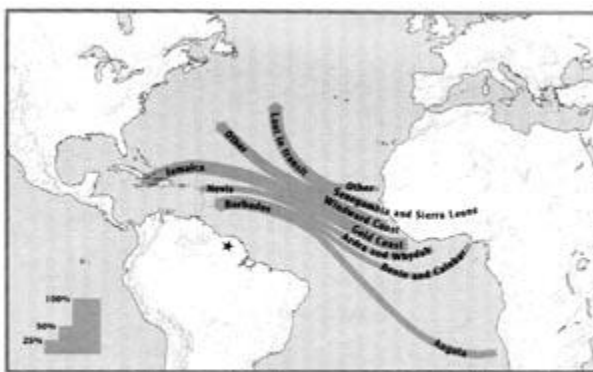 Lost in transit
Other
Jamaica
Nevis
Barbados
Other
Senegambia and Sierra Leone
Windward Coast
Gold Coast
Ardra and Whydah
Benin and Calabar
Angola
100%
50%
25%